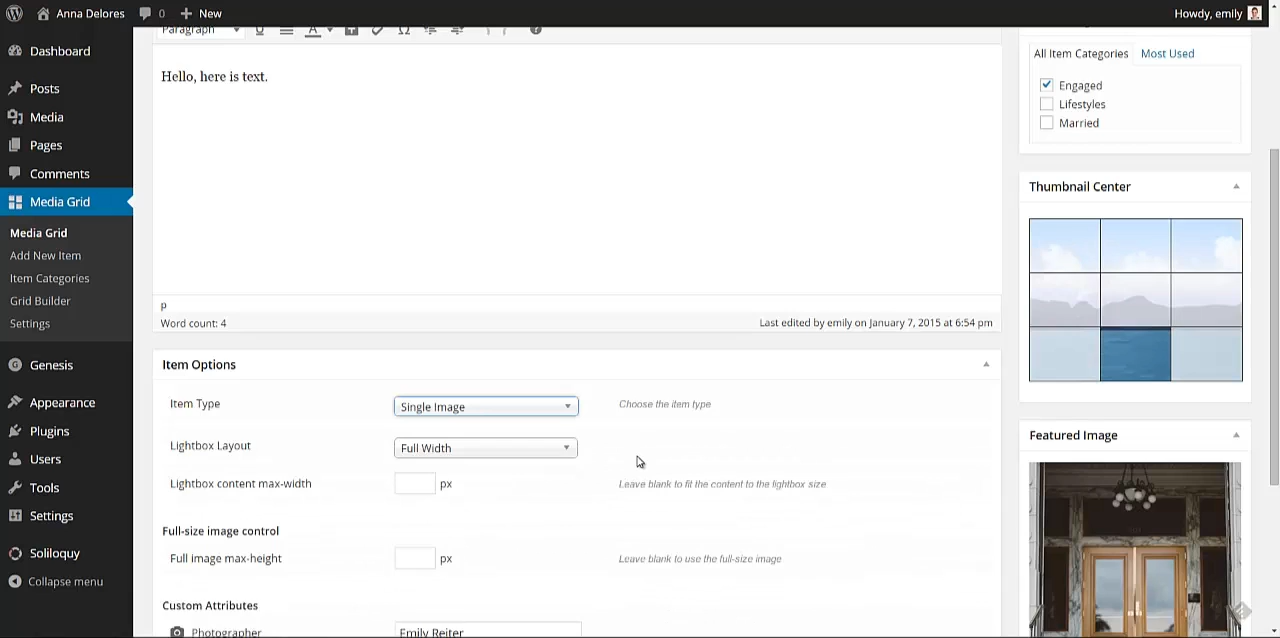 Anna Delores 0 New Howdy, emily
Dashboard
Posts
Media
Pages
Comments
Media Grid
Media Grid
Add New Item
Item Categories
Grid Builder
Settings
Genesis
Appearance
Plugins
Users
Tools
Settings
Soliloquy
Collapse menu
Paragraph U A Ω
Hello, here is text.
p
Word count: 4 Last edited by emily on January 7, 2015 at 6:54 pm
Item Options
Item Type Single Image Choose the item type
Lightbox Layout Full Width
Lightbox content max-width px Leave blank to fit the content to the lightbox size
Full-size image control
Full image max-height px Leave blank to use the full-size image
Custom Attributes
Photographer Emily Reiter
All Item Categories Most Used
Engaged
Lifestyles
Married
Thumbnail Center
Featured Image